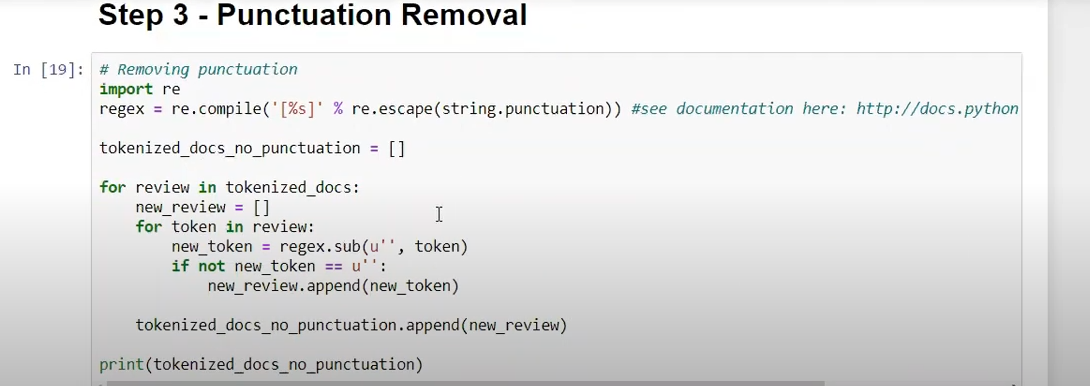 Step 3 - Punctuation Removal
In [19]:
# Removing punctuation
import re
regex = re.compile('[%s]' % re.escape(string.punctuation)) #see documentation here: http://docs.python
tokenized_docs_no_punctuation = []
for review in tokenized_docs:
    new_review = []
    for token in review:
        new_token = regex.sub(u'', token)
        if not new_token == u'':
            new_review.append(new_token)
    tokenized_docs_no_punctuation.append(new_review)
print(tokenized_docs_no_punctuation)